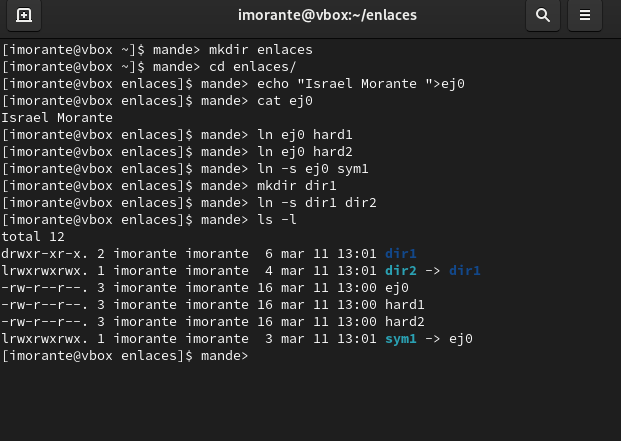 imorante@vbox:~/enlaces
[imorante@vbox ~]$ mande> mkdir enlaces
[imorante@vbox ~]$ mande> cd enlaces/
[imorante@vbox enlaces]$ mande> echo "Israel Morante ">ej0
[imorante@vbox enlaces]$ mande> cat ej0
Israel Morante
[imorante@vbox enlaces]$ mande> ln ej0 hard1
[imorante@vbox enlaces]$ mande> ln ej0 hard2
[imorante@vbox enlaces]$ mande> ln -s ej0 sym1
[imorante@vbox enlaces]$ mande> mkdir dir1
[imorante@vbox enlaces]$ mande> ln -s dir1 dir2
[imorante@vbox enlaces]$ mande> ls -l
total 12
drwxr-xr-x. 2 imorante imorante  6 mar 11 13:01 dir1
lrwxrwxrwx. 1 imorante imorante  4 mar 11 13:01 dir2 -> dir1
-rw-r--r--. 3 imorante imorante 16 mar 11 13:00 ej0
-rw-r--r--. 3 imorante imorante 16 mar 11 13:00 hard1
-rw-r--r--. 3 imorante imorante 16 mar 11 13:00 hard2
lrwxrwxrwx. 1 imorante imorante  3 mar 11 13:01 sym1 -> ej0
[imorante@vbox enlaces]$ mande>